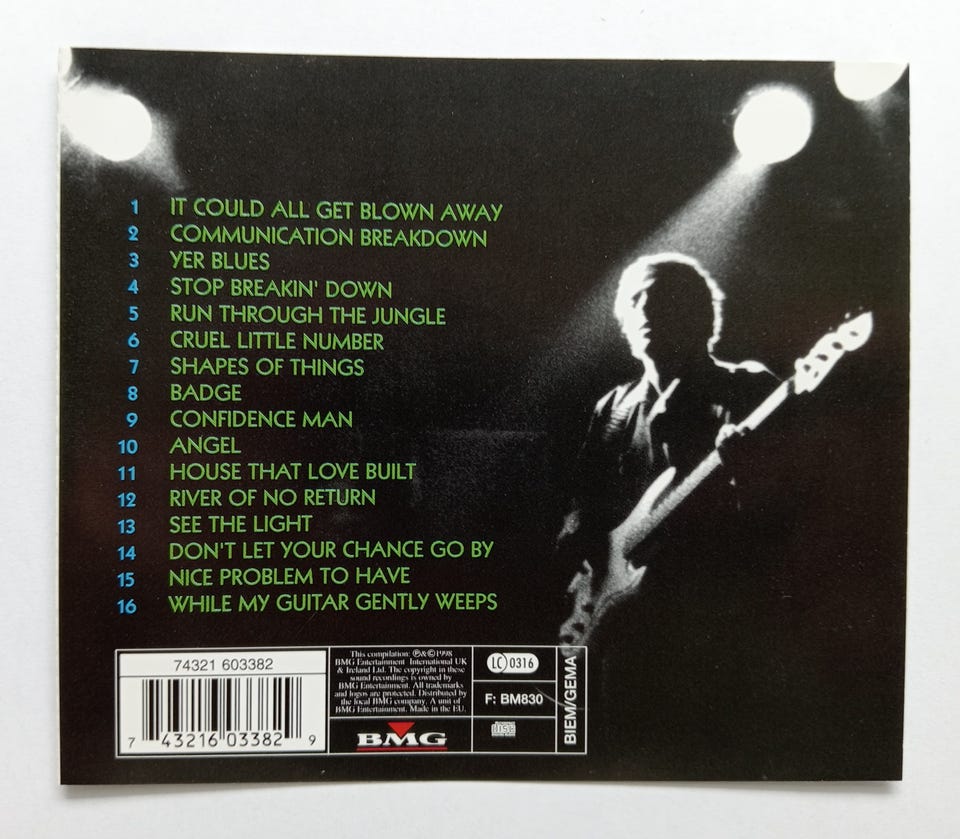 1 IT COULD ALL GET BLOWN AWAY
2 COMMUNICATION BREAKDOWN
3 YER BLUES
4 STOP BREAKIN' DOWN
5 RUN THROUGH THE JUNGLE
6 CRUEL LITTLE NUMBER
7 SHAPES OF THINGS
8 BADGE
9 CONFIDENCE MAN
10 ANGEL
11 HOUSE THAT LOVE BUILT
12 RIVER OF NO RETURN
13 SEE THE LIGHT
14 DON'T LET YOUR CHANCE GO BY
15 NICE PROBLEM TO HAVE
16 WHILE MY GUITAR GENTLY WEEPS
74321 603382
7 43216 03382 9
This compilation: ℗&©1998
BMG Entertainment International UK
& Ireland Ltd. The copyright in these
sound recordings is owned by
BMG Entertainment. All trademarks
and logos are protected. Distributed by
the local BMG company. A unit of
BMG Entertainment. Made in the EU.
BMG
LC 0316
F: BM830
DISC
BIEM/GEMA